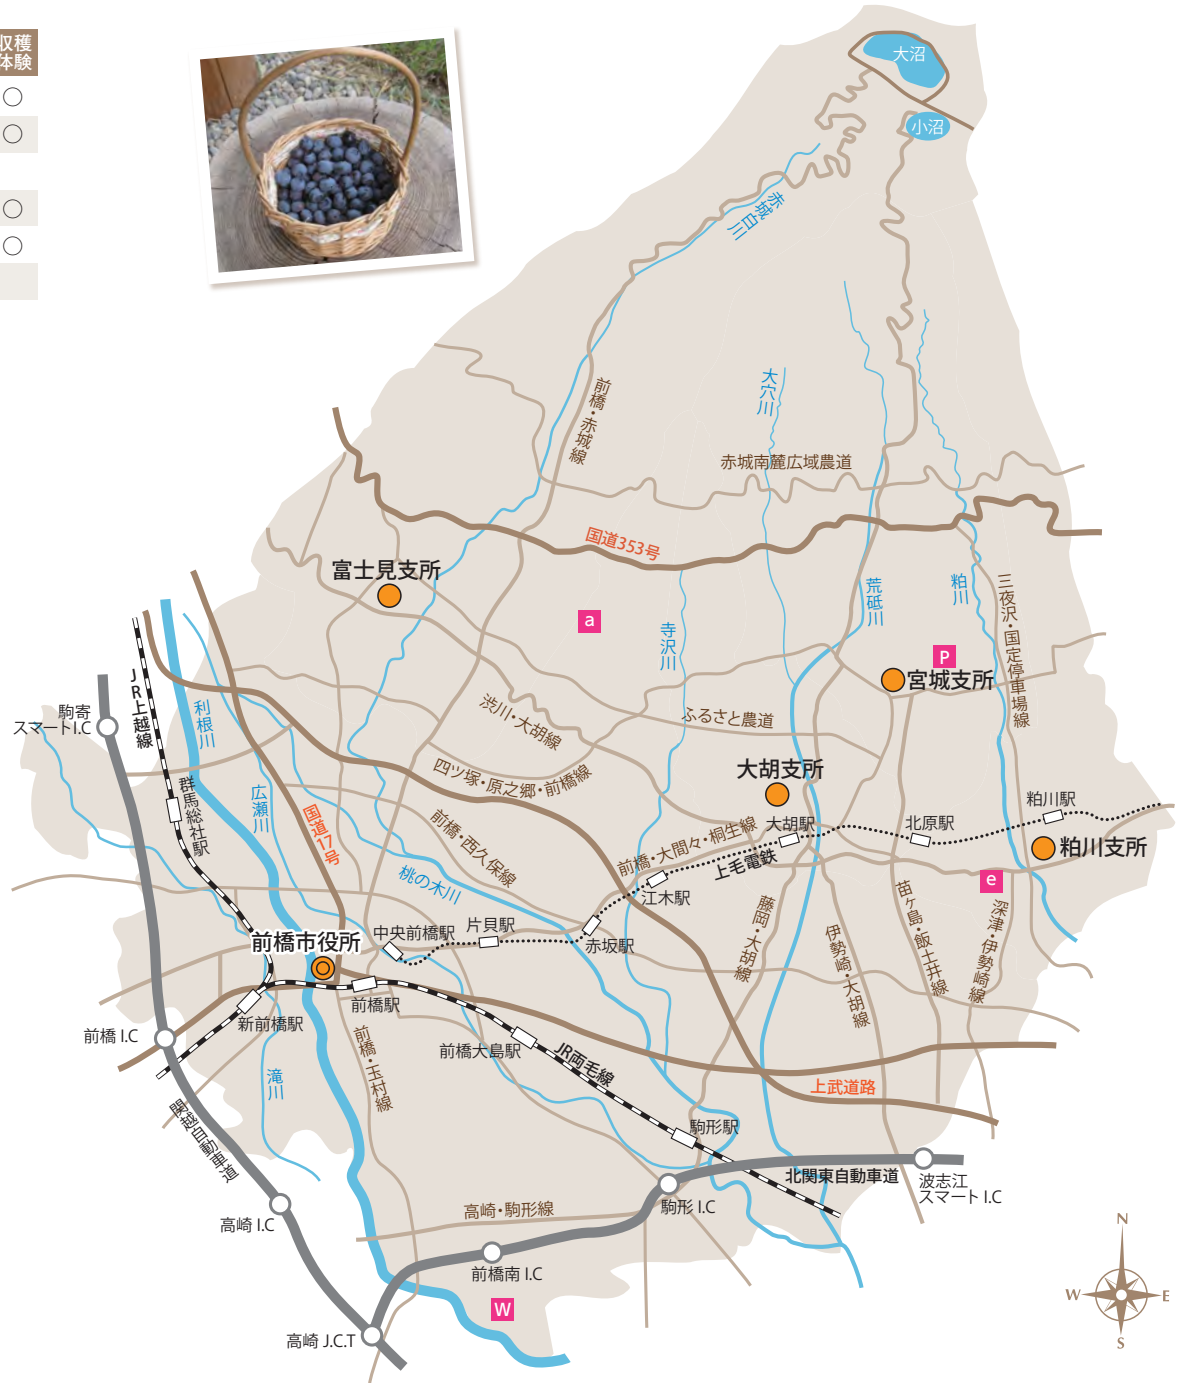 収穫
体験
○
○
○
○
大沼
小沼
赤城白川
大穴川
前橋・赤城線
赤城南麓広域農道
国道353号
富士見支所
a
寺沢川
荒砥川
粕川
三夜沢・国定停車場線
P
宮城支所
JR上越線
駒寄
スマートI.C
利根川
渋川・大胡線
ふるさと農道
四ツ塚・原之郷・前橋線
大胡支所
群馬総社駅
広瀬川
国道17号
前橋・西久保線
前橋・大間々・桐生線
大胡駅
北原駅
粕川駅
粕川支所
上毛電鉄
桃の木川
江木駅
e
藤岡・大胡線
苗ヶ島・飯土井線
深津・伊勢崎線
伊勢崎・大胡線
前橋市役所
中央前橋駅
片貝駅
赤坂駅
前橋駅
新前橋駅
前橋 I.C
前橋・玉村線
前橋大島駅
JR両毛線
滝川
上武道路
関越自動車道
駒形駅
北関東自動車道
波志江
スマート I.C
高崎・駒形線
駒形 I.C
高崎 I.C
前橋南 I.C
W
高崎 J.C.T
N
W
E
S